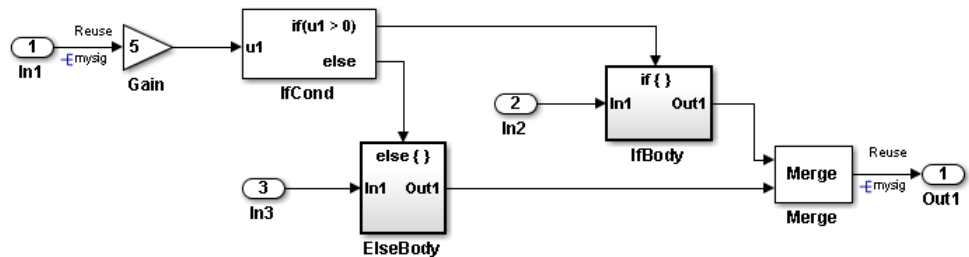 if(u1 > 0)
1
Reuse
5
u1
mysig
else
In1
Gain
if { }
IfCond
2
In1
Out1
In2
else { }
IfBody
Reuse
3
In1
Out1
Merge
1
mysig
In3
Merge
Out1
ElseBody